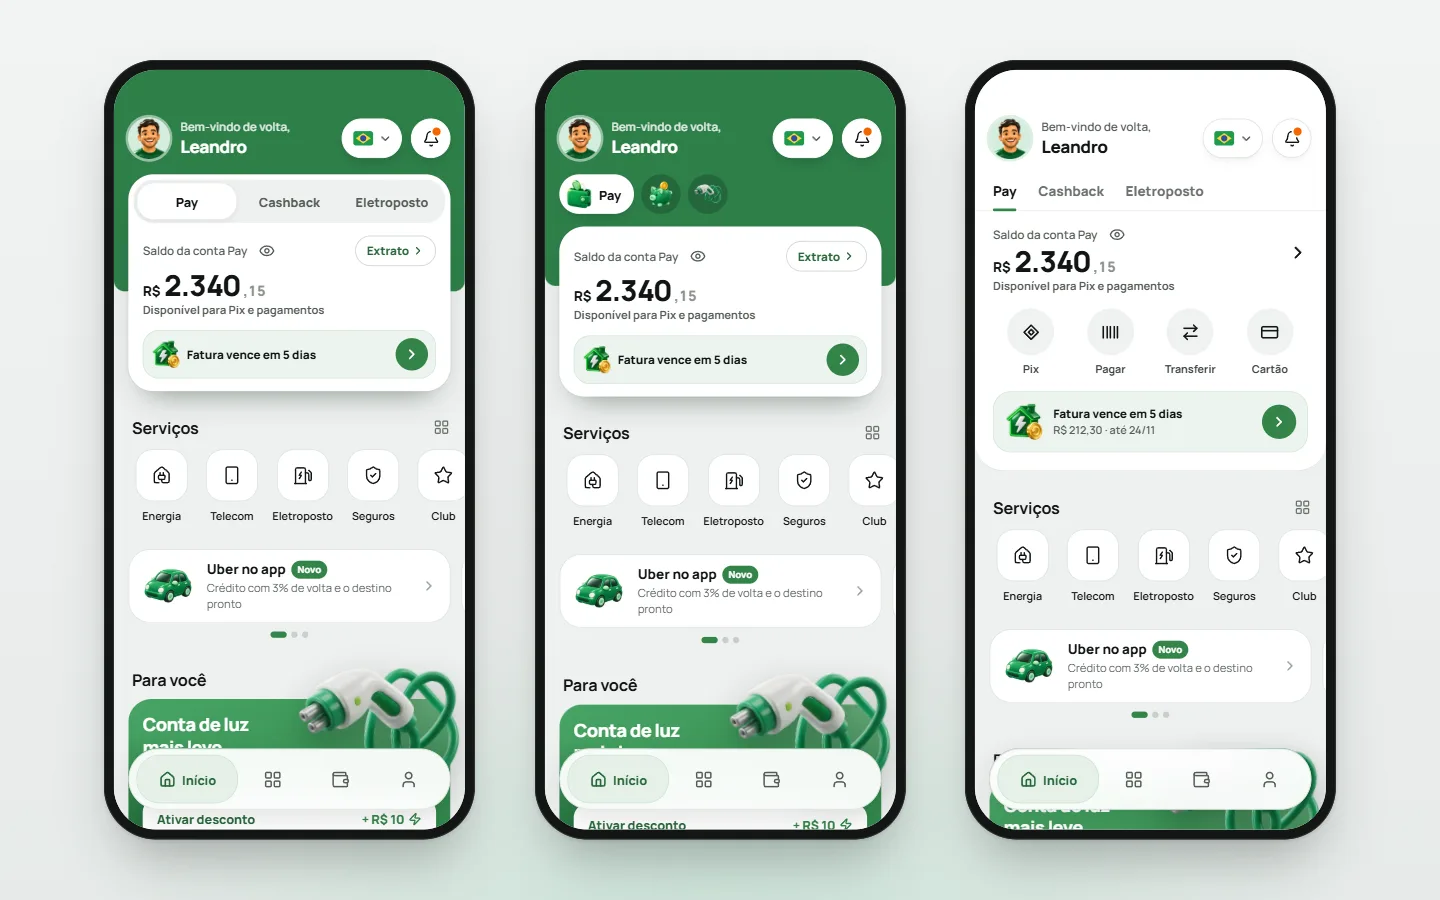 Bem-vindo de volta,
Leandro
Pay Cashback Eletroposto
Saldo da conta Pay
Extrato
R$ 2.340 ,15
Disponível para Pix e pagamentos
Fatura vence em 5 dias
Serviços
Energia Telecom Eletroposto Seguros Club
Uber no app Novo
Crédito com 3% de volta e o destino
pronto
Para você
Conta de luz
mais leve
Início
Ativar desconto + R$ 10
Bem-vindo de volta,
Leandro
Pay
Saldo da conta Pay
Extrato
R$ 2.340 ,15
Disponível para Pix e pagamentos
Fatura vence em 5 dias
Serviços
Energia Telecom Eletroposto Seguros Club
Uber no app Novo
Crédito com 3% de volta e o destino
pronto
Para você
Conta de luz
Início
Ativar desconto + R$ 10
Bem-vindo de volta,
Leandro
Pay Cashback Eletroposto
Saldo da conta Pay
R$ 2.340 ,15
Disponível para Pix e pagamentos
Pix Pagar Transferir Cartão
Fatura vence em 5 dias
R$ 212,30 · até 24/11
Serviços
Energia Telecom Eletroposto Seguros Club
Uber no app Novo
Crédito com 3% de volta e o destino
pronto
Início
Conta de luz
mais leve